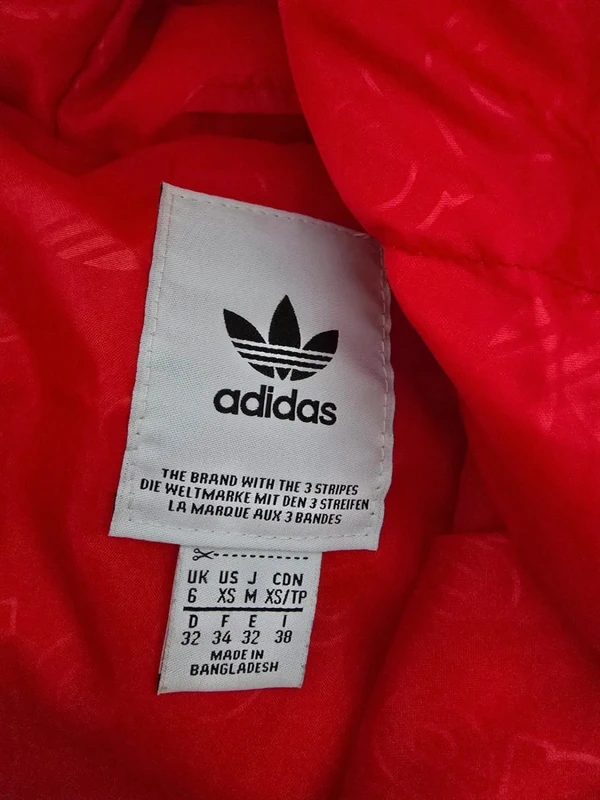 adidas
THE BRAND WITH THE 3 STRIPES
DIE WELTMARKE MIT DEN 3 STREIFEN
LA MARQUE AUX 3 BANDES
UK US J CDN
6 XS M XS/TP
D F E I
32 34 32 38
MADE IN
BANGLADESH